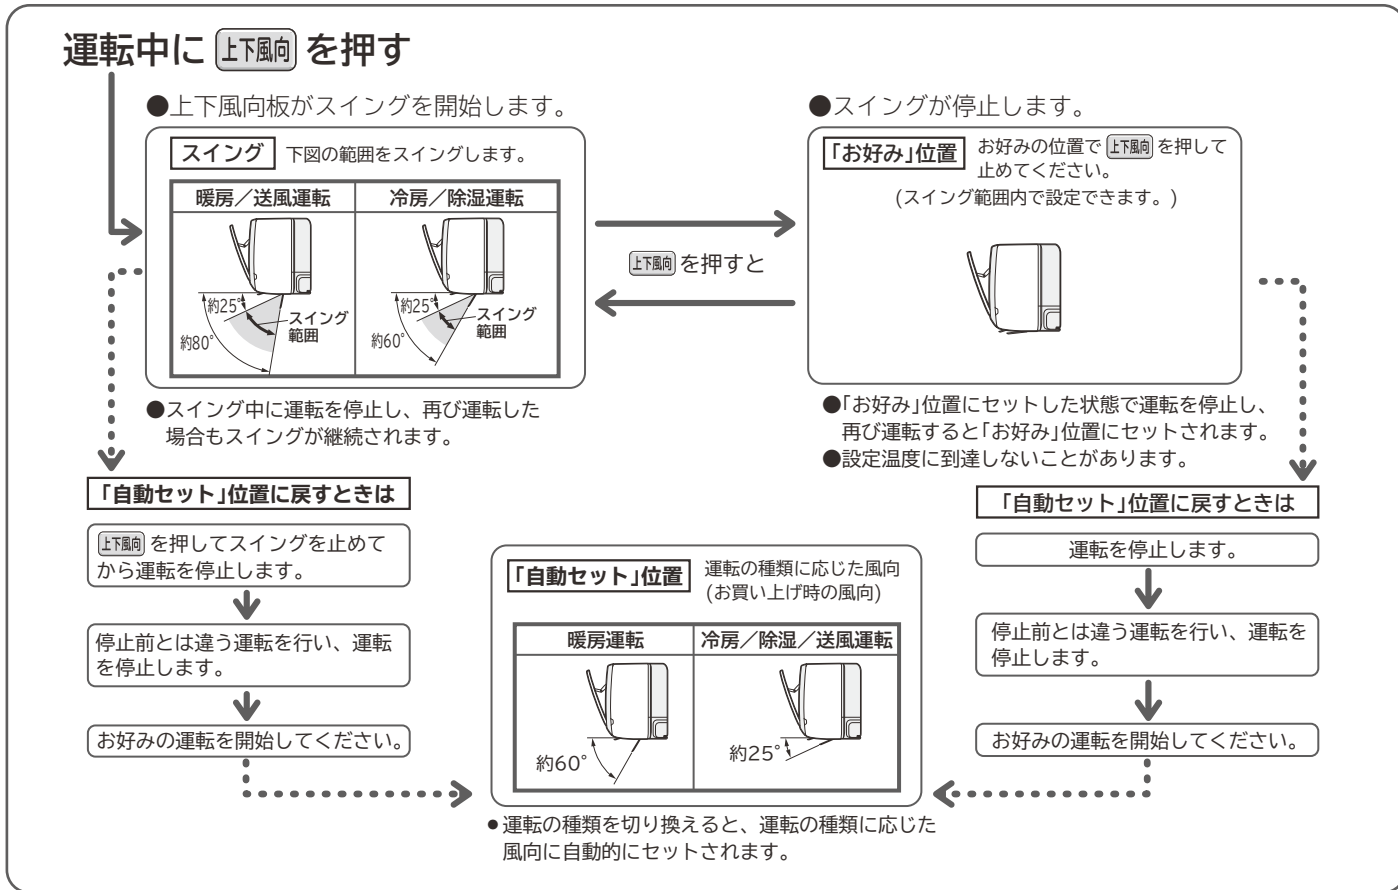 運転中に 上下風向 を押す
●上下風向板がスイングを開始します。
スイング 下図の範囲をスイングします。
暖房／送風運転 冷房／除湿運転
約25°
スイング
範囲
約80°
約25°
スイング
範囲
約60°
●スイング中に運転を停止し、再び運転した
場合もスイングが継続されます。
上下風向 を押すと
●スイングが停止します。
「お好み」位置 お好みの位置で 上下風向 を押して
止めてください。
(スイング範囲内で設定できます。)
●「お好み」位置にセットした状態で運転を停止し、
再び運転すると「お好み」位置にセットされます。
●設定温度に到達しないことがあります。
「自動セット」位置に戻すときは
上下風向 を押してスイングを止めて
から運転を停止します。
停止前とは違う運転を行い、運転
を停止します。
お好みの運転を開始してください。
「自動セット」位置 運転の種類に応じた風向
(お買い上げ時の風向)
暖房運転 冷房／除湿／送風運転
約60°
約25°
●運転の種類を切り換えると、運転の種類に応じた
風向に自動的にセットされます。
「自動セット」位置に戻すときは
運転を停止します。
停止前とは違う運転を行い、運転を
停止します。
お好みの運転を開始してください。